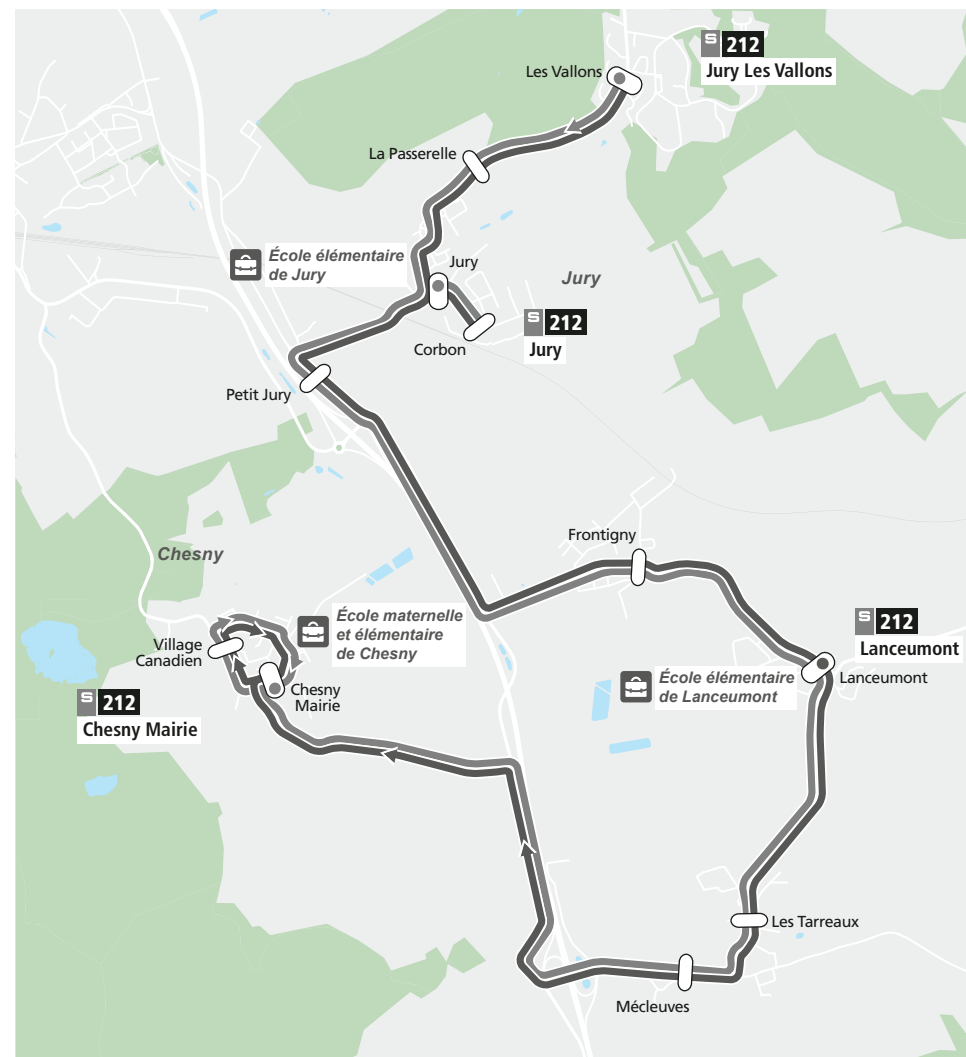 S 212
Jury Les Vallons
Les Vallons
La Passerelle
École élémentaire
de Jury
Jury
Jury
S 212
Jury
Corbon
Petit Jury
Frontigny
Chesny
École maternelle
et élémentaire
de Chesny
Village
Canadien
Chesny
Mairie
S 212
Chesny Mairie
S 212
Lanceumont
Lanceumont
École élémentaire
de Lanceumont
Les Tarreaux
Mécleuves